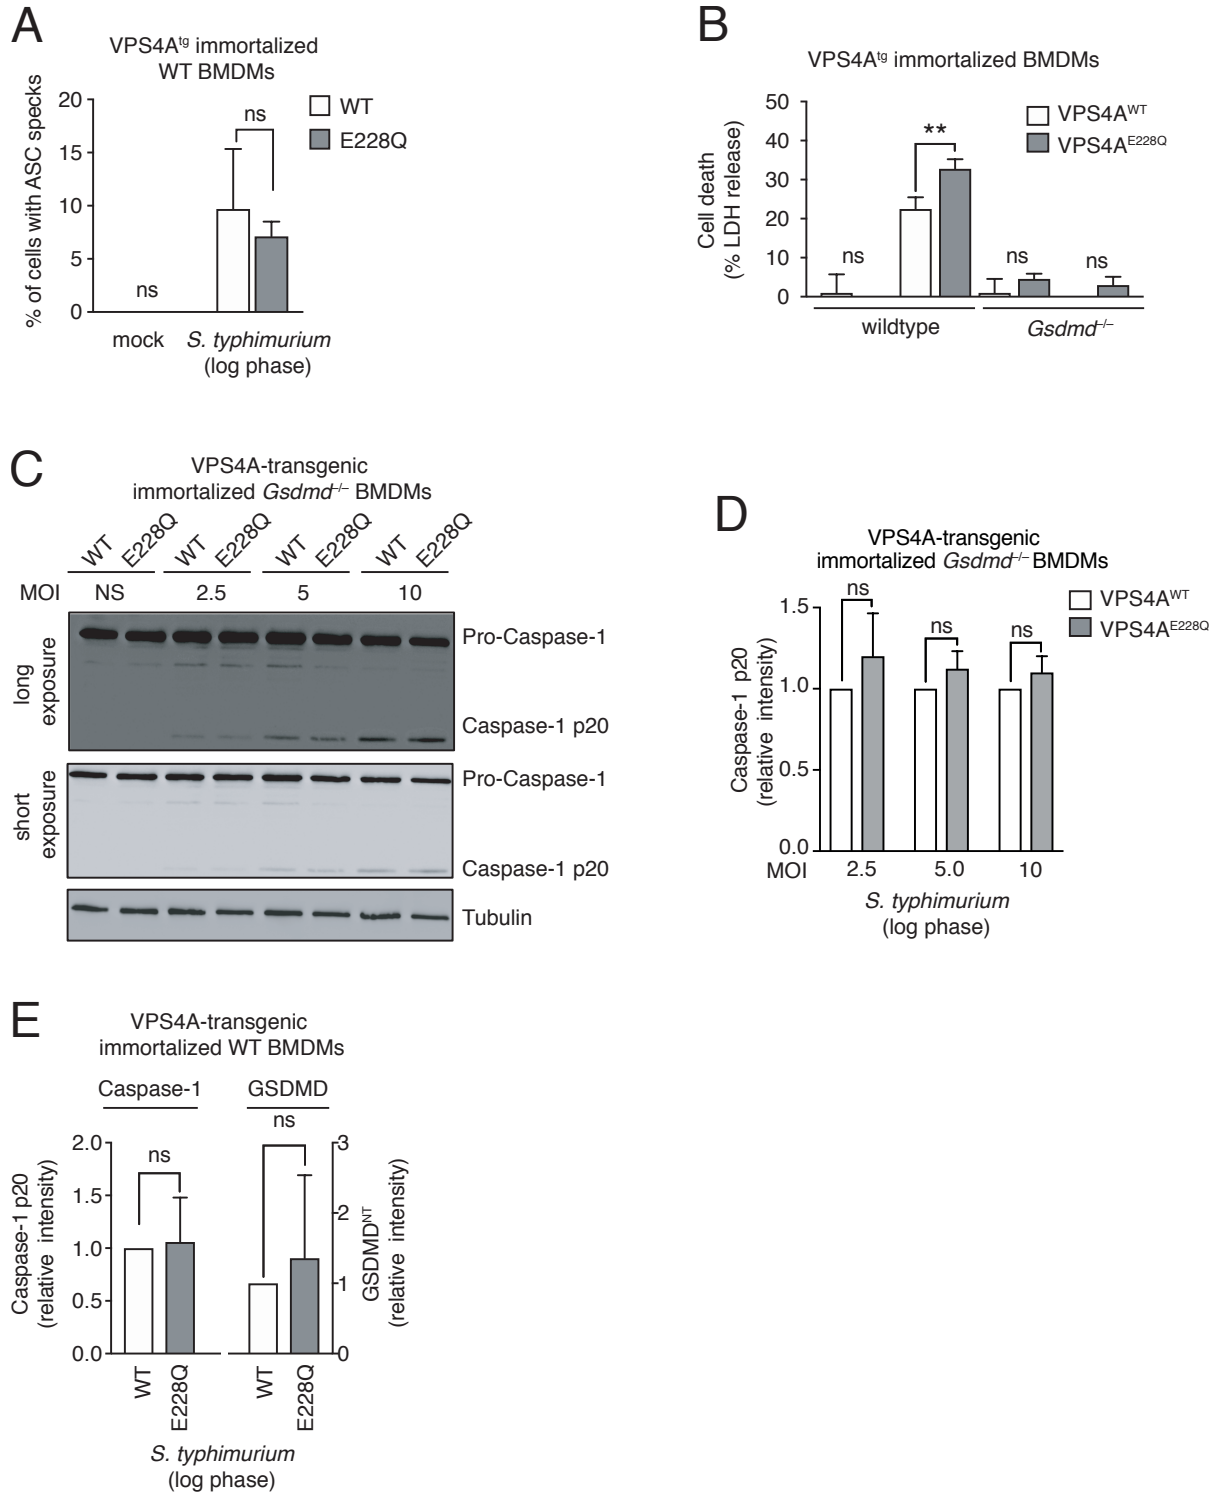 A
VPS4Atg immortalized
WT BMDMs
% of cells with ASC specks
20
15
10
5
0
ns
ns
WT
E228Q
mock
S. typhimurium
(log phase)
B
VPS4Atg immortalized BMDMs
Cell death
(% LDH release)
50
40
30
20
10
0
ns
**
ns
ns
VPS4AWT
VPS4AE228Q
wildtype
Gsdmd–/–
C
VPS4A-transgenic
immortalized Gsdmd–/– BMDMs
WT E228Q WT E228Q WT E228Q WT E228Q
MOI NS 2.5 5 10
long
exposure
Pro-Caspase-1
Caspase-1 p20
short
exposure
Pro-Caspase-1
Caspase-1 p20
Tubulin
D
VPS4A-transgenic
immortalized Gsdmd–/– BMDMs
Caspase-1 p20
(relative intensity)
1.5
1.0
0.5
0.0
ns
ns
ns
VPS4AWT
VPS4AE228Q
MOI 2.5 5.0 10
S. typhimurium
(log phase)
E
VPS4A-transgenic
immortalized WT BMDMs
Caspase-1
GSDMD
Caspase-1 p20
(relative intensity)
2.0
1.5
1.0
0.5
0.0
ns
ns
3
2
1
0
GSDMDNT
(relative intensity)
WT E228Q WT E228Q
S. typhimurium
(log phase)